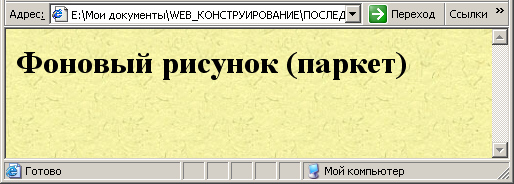 Адрес: E:\Мои документы\WEB_КОНСТРУИРОВАНИЕ\ПОСЛЕД Переход Ссылки »
Фоновый рисунок (паркет)
Готово Мой компьютер